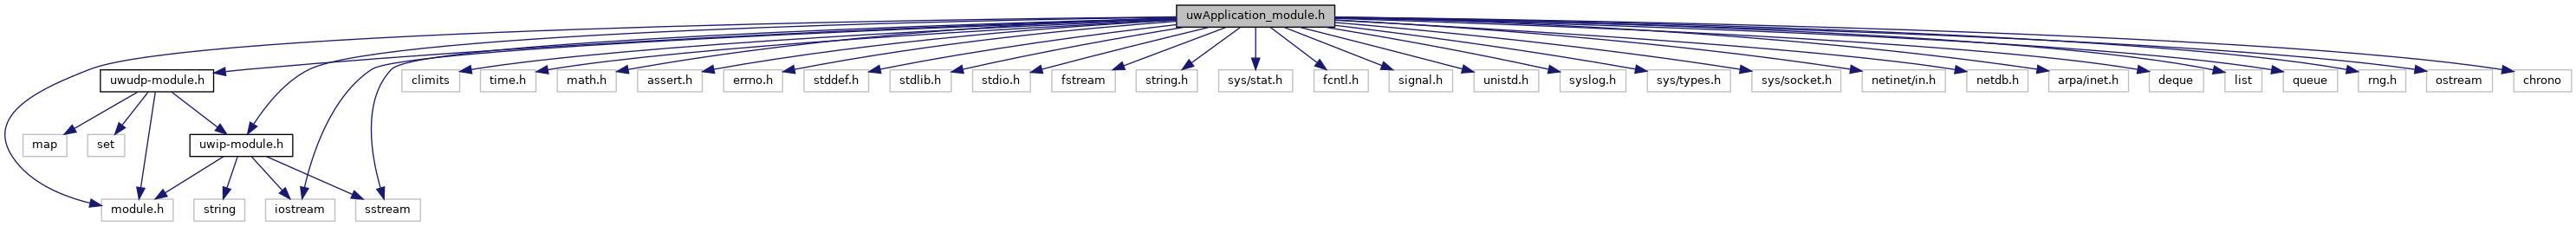 uwApplication_module.h
uwudp-module.h
climits
time.h
math.h
assert.h
errno.h
stddef.h
stdlib.h
stdio.h
fstream
string.h
sys/stat.h
fcntl.h
signal.h
unistd.h
syslog.h
sys/types.h
sys/socket.h
netinet/in.h
netdb.h
arpa/inet.h
deque
list
queue
rng.h
ostream
chrono
map
set
uwip-module.h
module.h
string
iostream
sstream